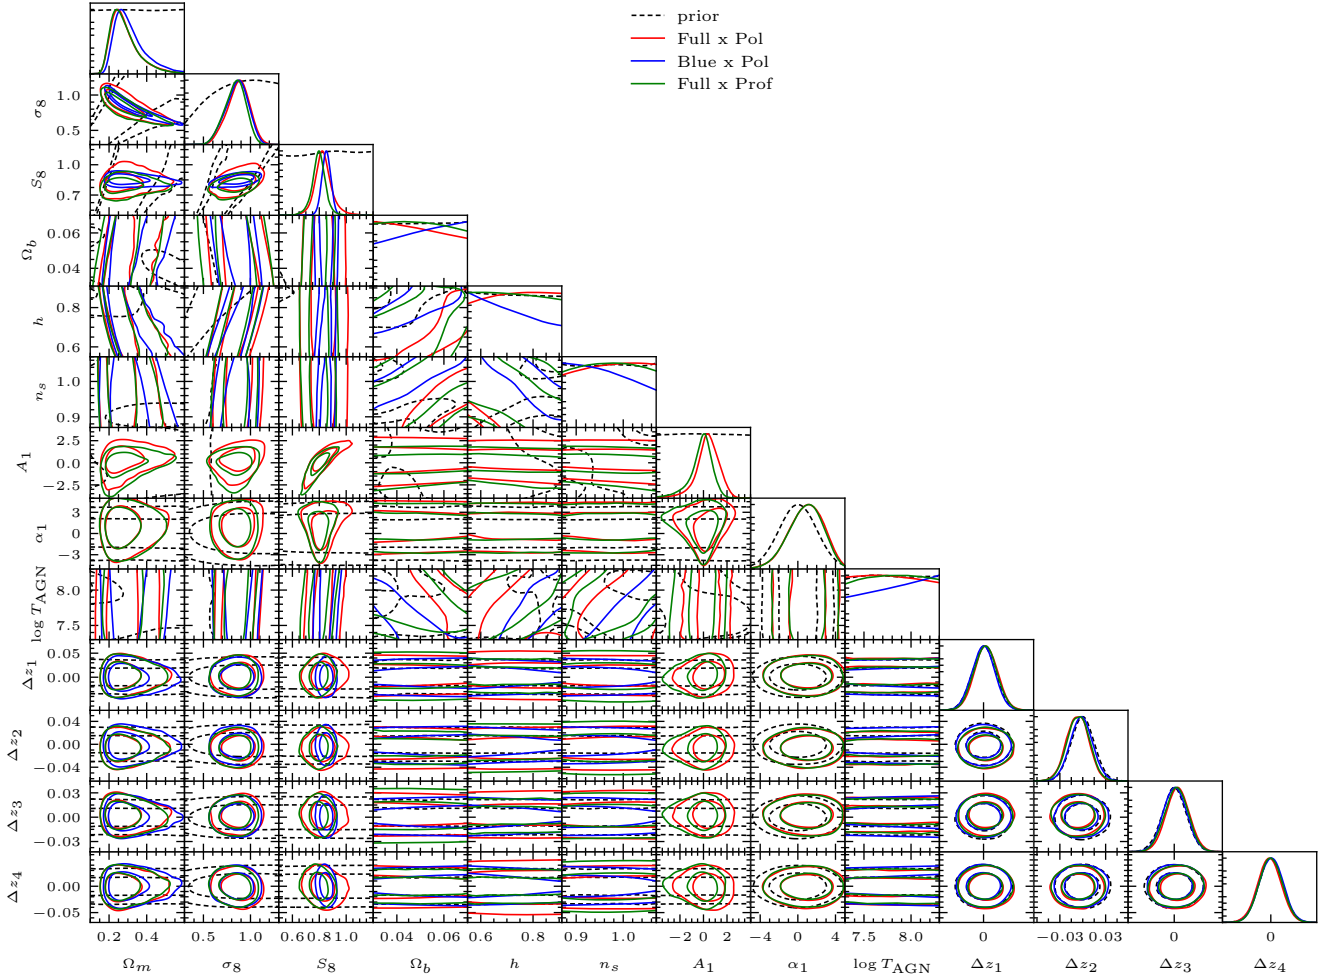 prior
Full x Pol
Blue x Pol
Full x Prof
σ8
1.0
0.5
S8
1.0
0.7
Ωb
0.06
0.04
h
0.8
0.6
ns
1.0
0.9
A1
2.5
0.0
−2.5
α1
3
0
−3
log TAGN
8.0
7.5
Δz1
0.05
0.00
Δz2
0.04
0.00
−0.04
Δz3
0.03
0.00
−0.03
Δz4
0.00
−0.05
0.2 0.4 0.5 1.0 0.6 0.8 1.0 0.04 0.06 0.6 0.8 0.9 1.0 −2 0 2 −4 0 4 7.5 8.0 0 −0.03 0.03 0 0
Ωm σ8 S8 Ωb h ns A1 α1 log TAGN Δz1 Δz2 Δz3 Δz4